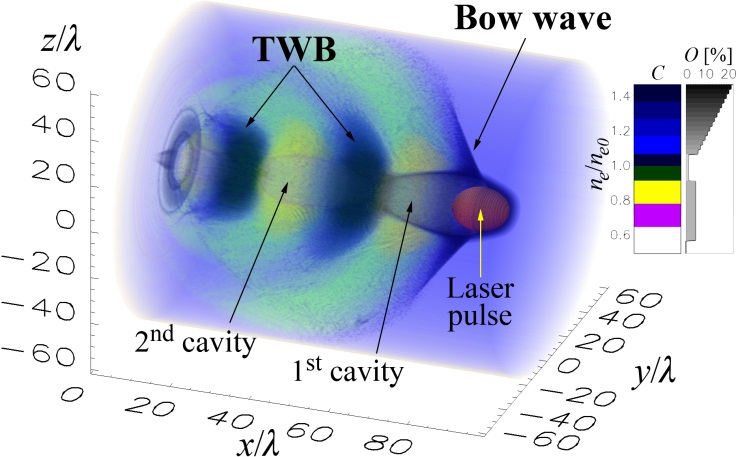 z/λ
60
40
20
0
−20
−40
−60
TWB
Bow wave
C
O [%]
0 10 20
1.4
1.2
1.0
0.8
0.6
nₑ/nₑ₀
Laser
pulse
2ⁿᵈ cavity
1ˢᵗ cavity
0
20
40
60
80
x/λ
60
40
20
0
−20
−40
−60
y/λ